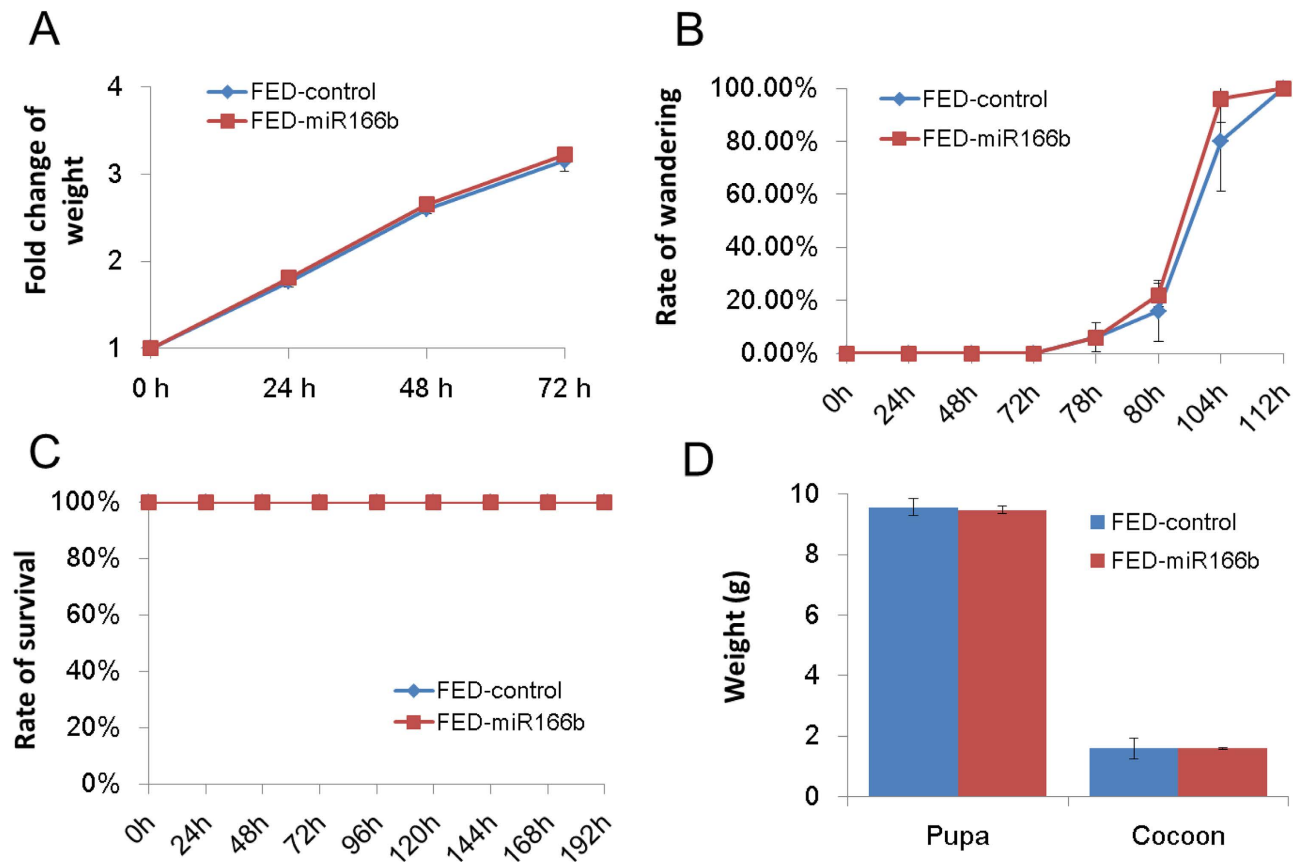 A
Fold change of
weight
4
3
2
1
FED-control
FED-miR166b
0 h
24 h
48 h
72 h
B
Rate of wandering
100.00%
80.00%
60.00%
40.00%
20.00%
0.00%
FED-control
FED-miR166b
0h
24h
48h
72h
78h
80h
104h
112h
C
Rate of survival
100%
80%
60%
40%
20%
0%
FED-control
FED-miR166b
0h
24h
48h
72h
96h
120h
144h
168h
192h
D
Weight (g)
10
8
6
4
2
0
FED-control
FED-miR166b
Pupa
Cocoon